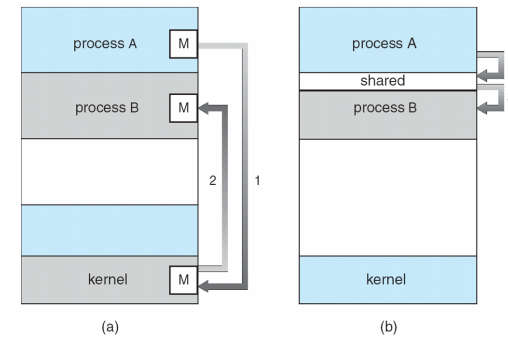 process A
M
process B
M
2
1
kernel
M
(a)
process A
shared
process B
kernel
(b)